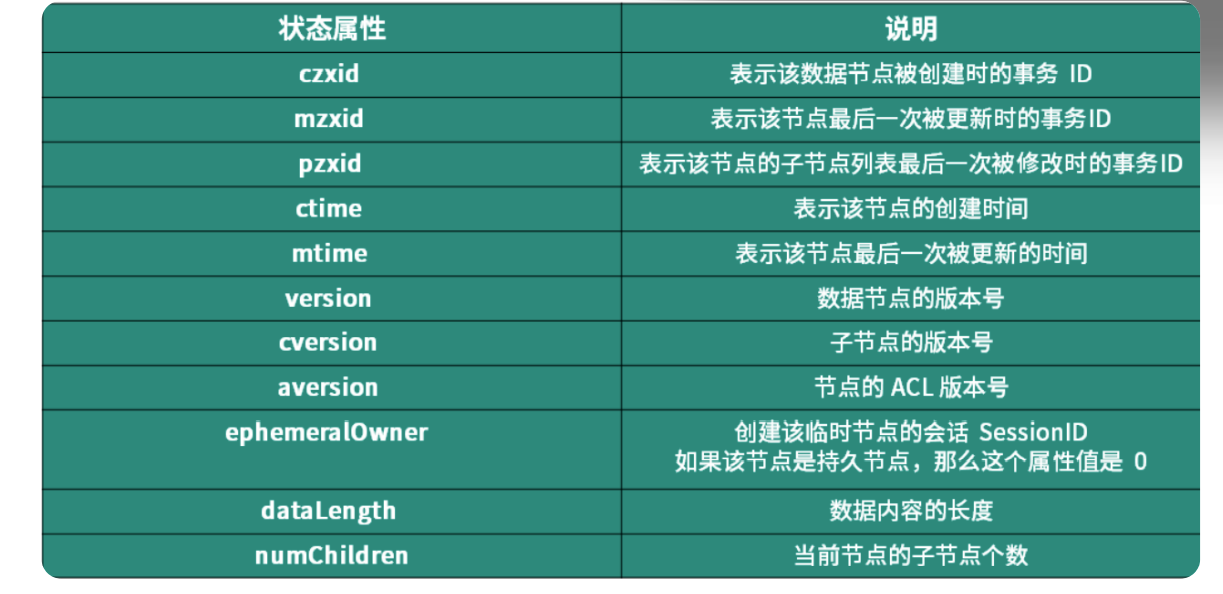 状态属性 说明
czxid 表示该数据节点被创建时的事务 ID
mzxid 表示该节点最后一次被更新时的事务ID
pzxid 表示该节点的子节点列表最后一次被修改时的事务ID
ctime 表示该节点的创建时间
mtime 表示该节点最后一次被更新的时间
version 数据节点的版本号
cversion 子节点的版本号
aversion 节点的 ACL 版本号
ephemeralOwner 创建该临时节点的会话 SessionID
如果该节点是持久节点，那么这个属性值是 0
dataLength 数据内容的长度
numChildren 当前节点的子节点个数